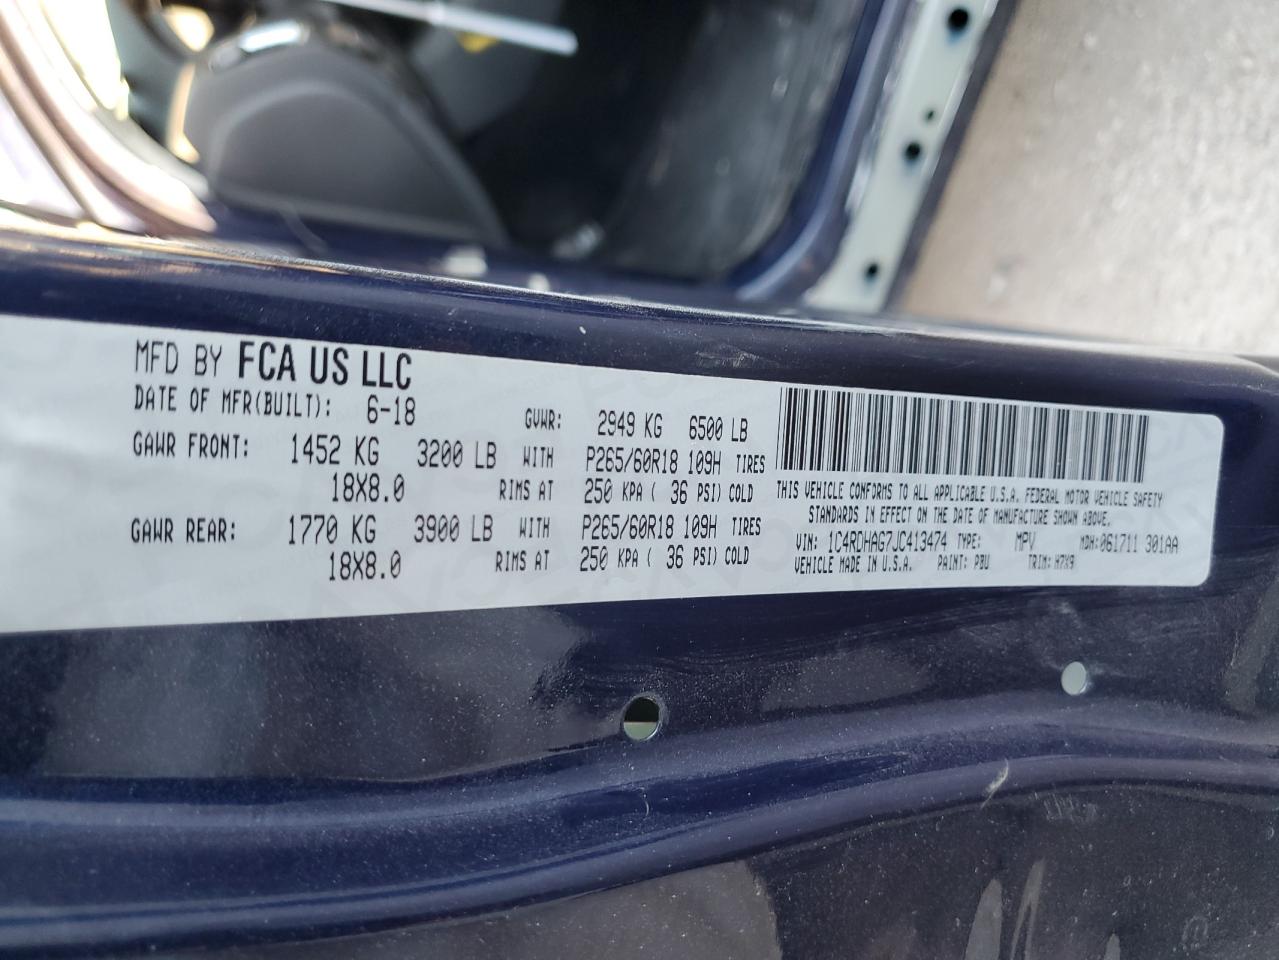 MFD BY FCA US LLC
DATE OF MFR(BUILT): 6-18 GVWR: 2949 KG 6500 LB
GAWR FRONT: 1452 KG 3200 LB WITH P265/60R18 109H TIRES
18X8.0 RIMS AT 250 KPA ( 36 PSI) COLD
GAWR REAR: 1770 KG 3900 LB WITH P265/60R18 109H TIRES
18X8.0 RIMS AT 250 KPA ( 36 PSI) COLD
THIS VEHICLE CONFORMS TO ALL APPLICABLE U.S.A. FEDERAL MOTOR VEHICLE SAFETY
STANDARDS IN EFFECT ON THE DATE OF MANUFACTURE SHOWN ABOVE.
VIN: 1C4RDHAG7JC413474 TYPE: MPV MDH:061711 301AA
VEHICLE MADE IN U.S.A. PAINT: PBU TRIM: H7X9